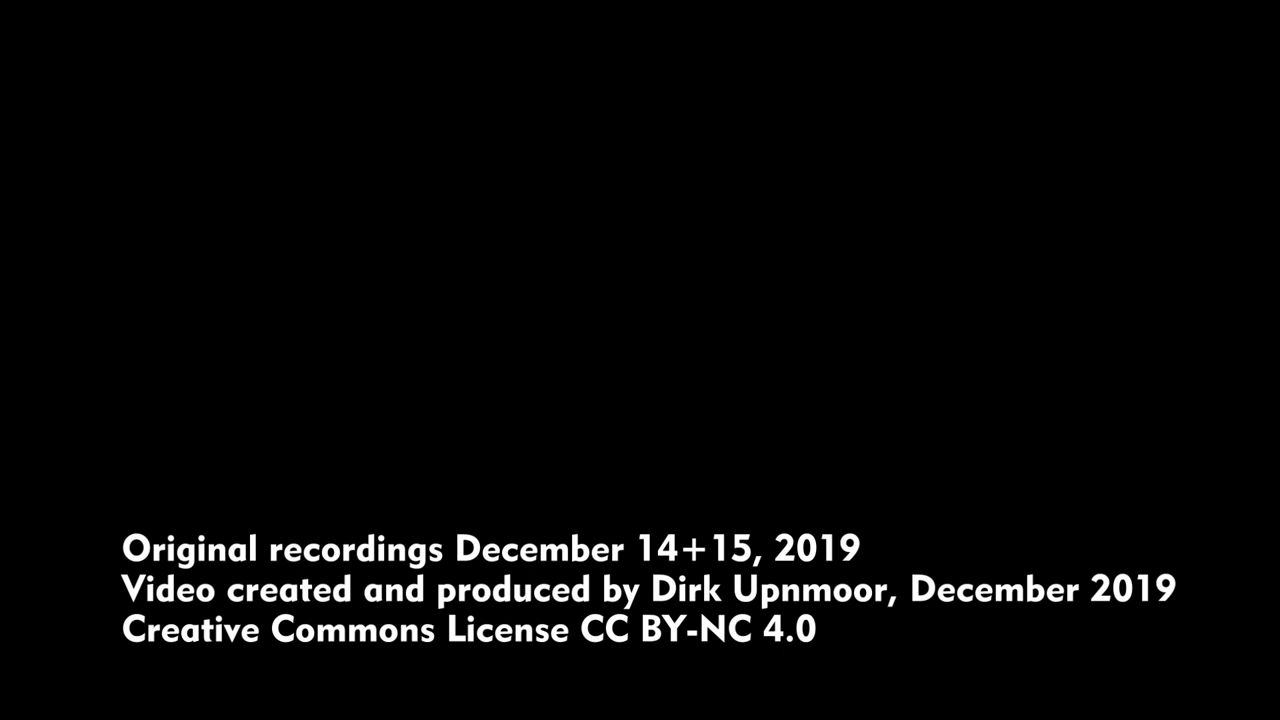 Original recordings December 14+15, 2019
Video created and produced by Dirk Upnmoor, December 2019
Creative Commons License CC BY-NC 4.0